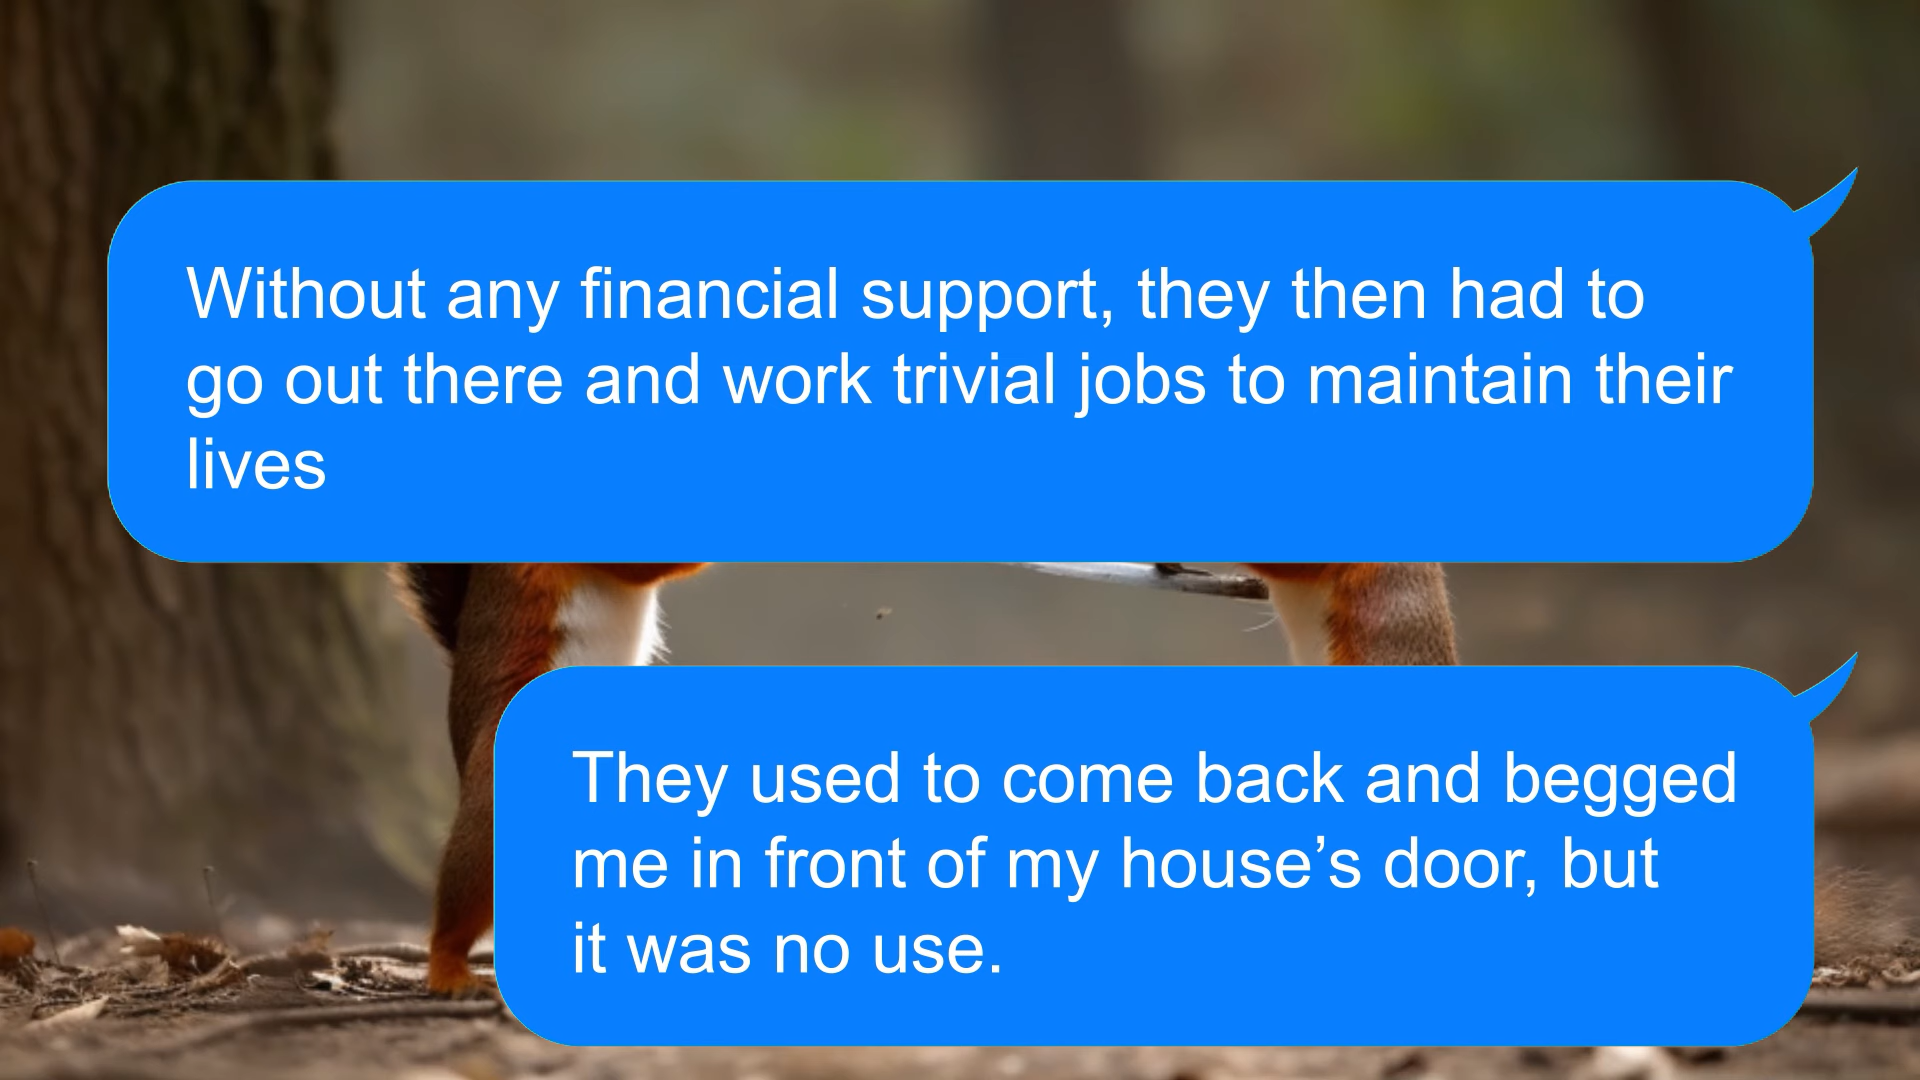 Without any financial support, they then had to
go out there and work trivial jobs to maintain their
lives
They used to come back and begged
me in front of my house’s door, but
it was no use.